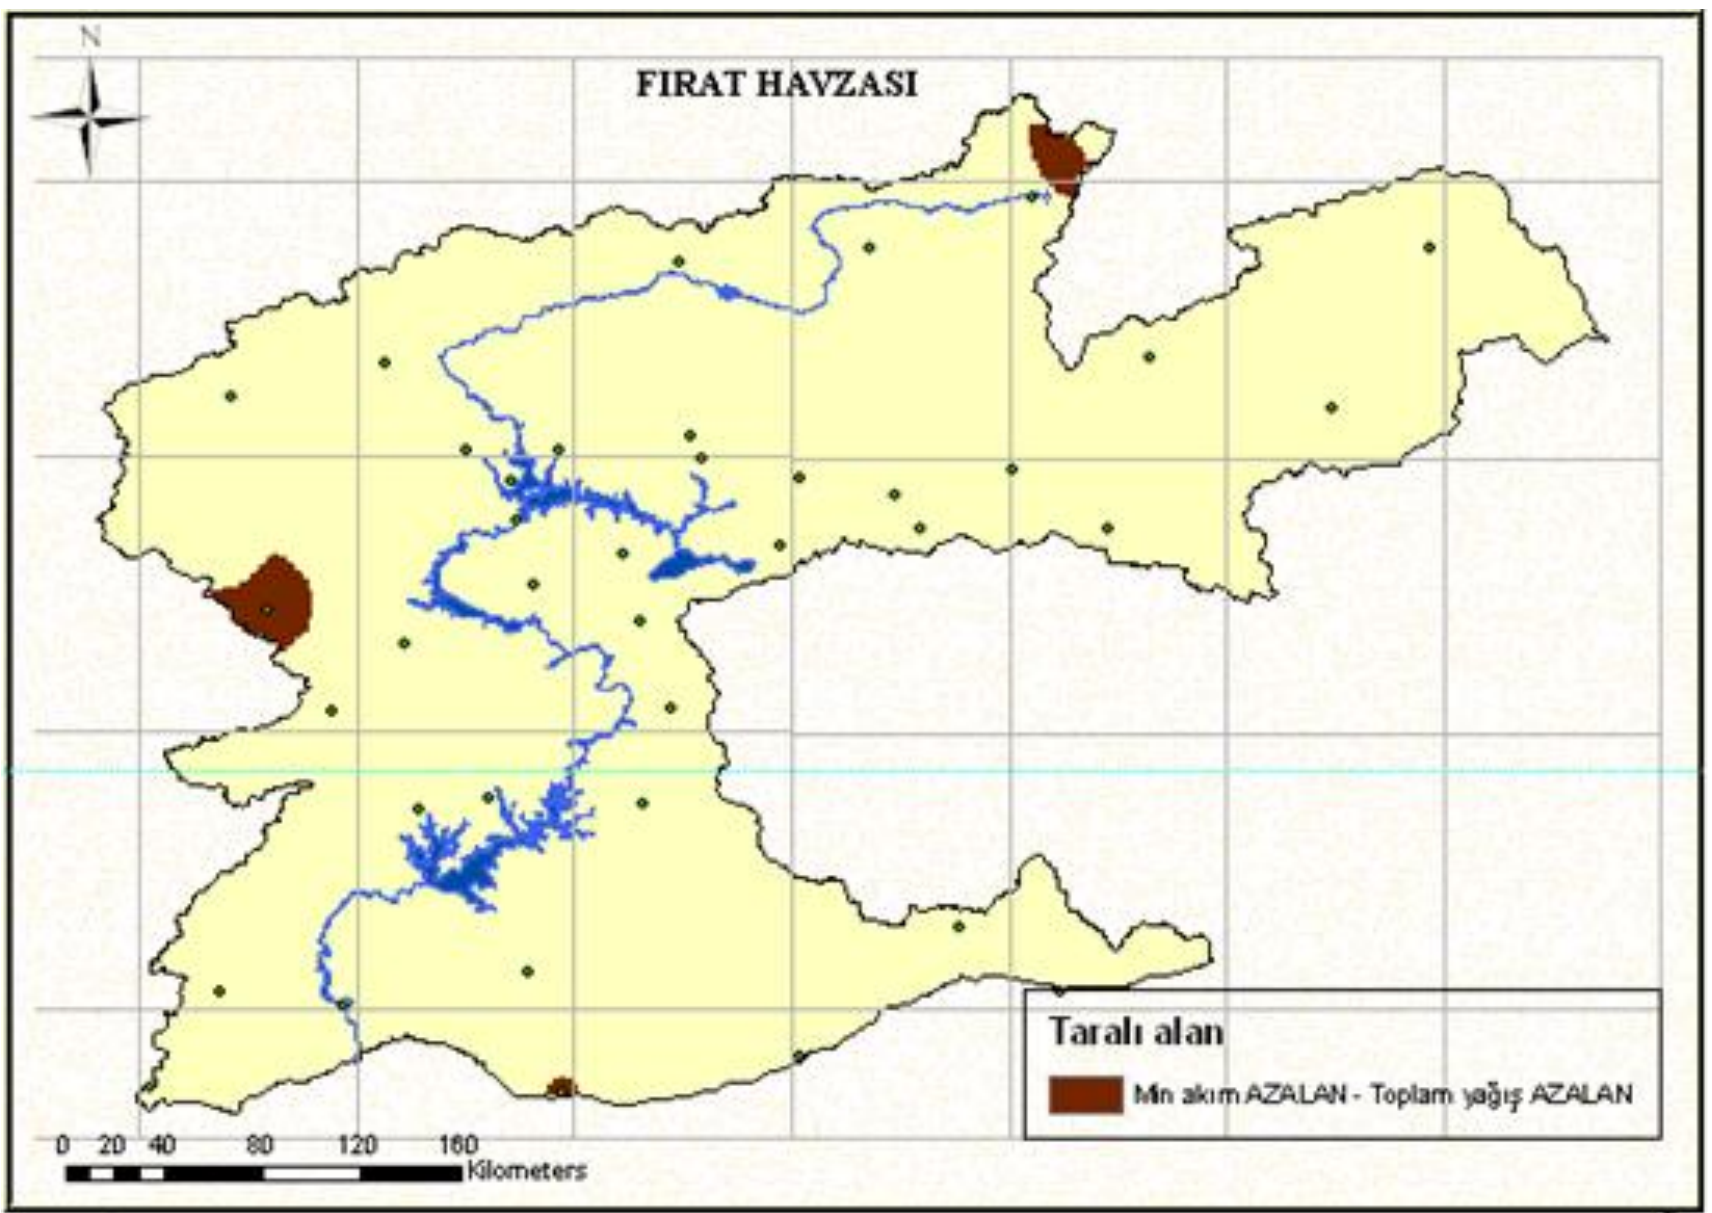 N
FIRAT HAVZASI
Taralı alan
Min akım AZALAN - Toplam yağış AZALAN
0 20 40 80 120 160
Kilometers